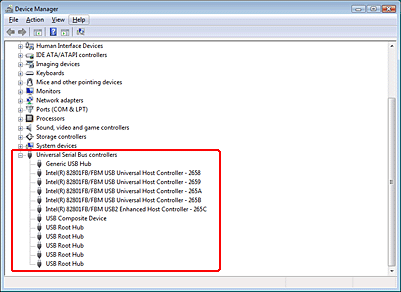 Device Manager
File Action View Help
Human Interface Devices
IDE ATA/ATAPI controllers
Imaging devices
Keyboards
Mice and other pointing devices
Monitors
Network adapters
Ports (COM & LPT)
Processors
Sound, video and game controllers
Storage controllers
System devices
Universal Serial Bus controllers
Generic USB Hub
Intel(R) 82801FB/FBM USB Universal Host Controller - 2658
Intel(R) 82801FB/FBM USB Universal Host Controller - 2659
Intel(R) 82801FB/FBM USB Universal Host Controller - 265A
Intel(R) 82801FB/FBM USB Universal Host Controller - 265B
Intel(R) 82801FB/FBM USB2 Enhanced Host Controller - 265C
USB Composite Device
USB Root Hub
USB Root Hub
USB Root Hub
USB Root Hub
USB Root Hub